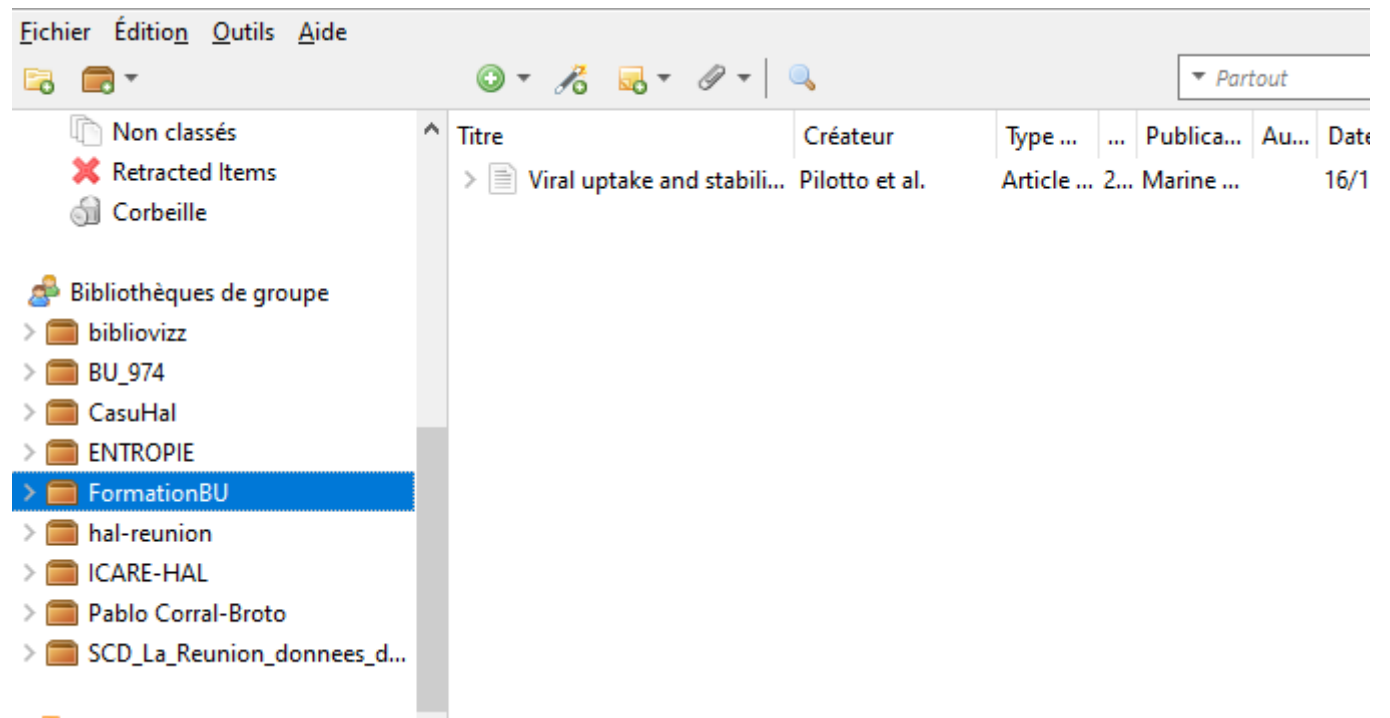 Fichier Édition Outils Aide
Partout
Non classés
Retracted Items
Corbeille
Bibliothèques de groupe
bibliovizz
BU_974
CasuHal
ENTROPIE
FormationBU
hal-reunion
ICARE-HAL
Pablo Corral-Broto
SCD_La_Reunion_donnees_d...
Titre Créateur Type ... ... Publica... Au... Date
Viral uptake and stabili... Pilotto et al. Article ... 2... Marine ... 16/1